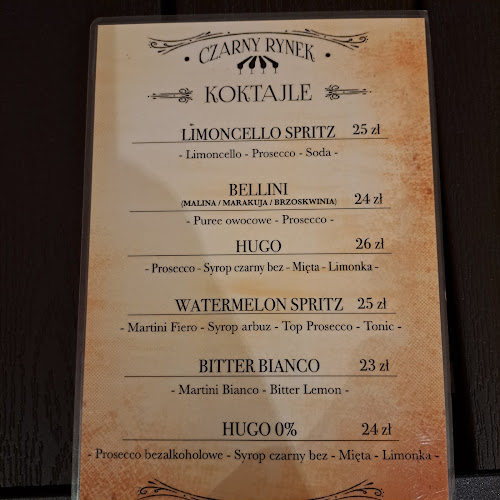 CZARNY RYNEK
KOKTAJLE
LIMONCELLO SPRITZ 25 zł
- Limoncello - Prosecco - Soda -
BELLINI
(MALINA / MARAKUJA / BRZOSKWINIA) 24 zł
- Puree owocowe - Prosecco -
HUGO 26 zł
- Prosecco - Syrop czarny bez - Mięta - Limonka -
WATERMELON SPRITZ 25 zł
- Martini Fiero - Syrop arbuz - Top Prosecco - Tonic -
BITTER BIANCO 23 zł
- Martini Bianco - Bitter Lemon -
HUGO 0% 24 zł
- Prosecco bezalkoholowe - Syrop czarny bez - Mięta - Limonka -